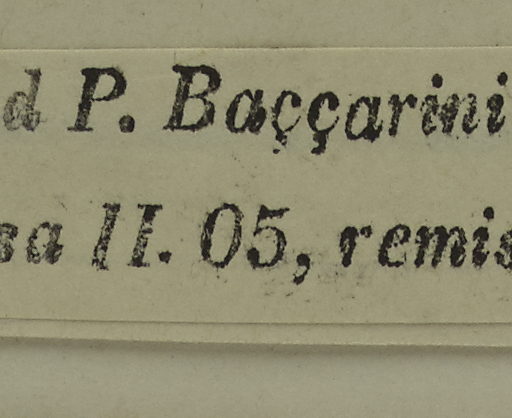 d P. Baççarini
sa II. 05, remis